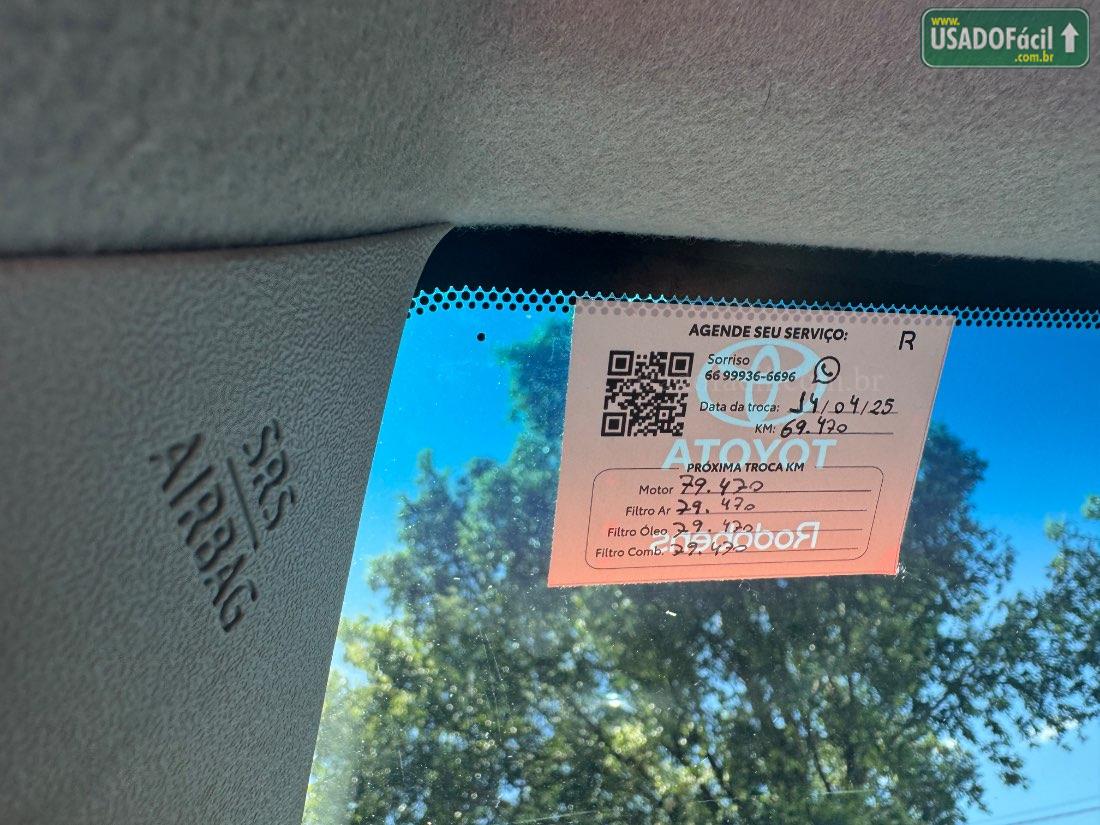 www.
USADOFácil
.com.br
AGENDE SEU SERVIÇO:
R
Sorriso
66 99936-6696
Data da troca: 14/04/25
KM: 69.470
TOYOTA
PRÓXIMA TROCA KM
Motor 79.470
Filtro Ar 79.470
Filtro Óleo 79.470
Filtro Comb. 79.470
Rodobens
SRS
AIRBAG